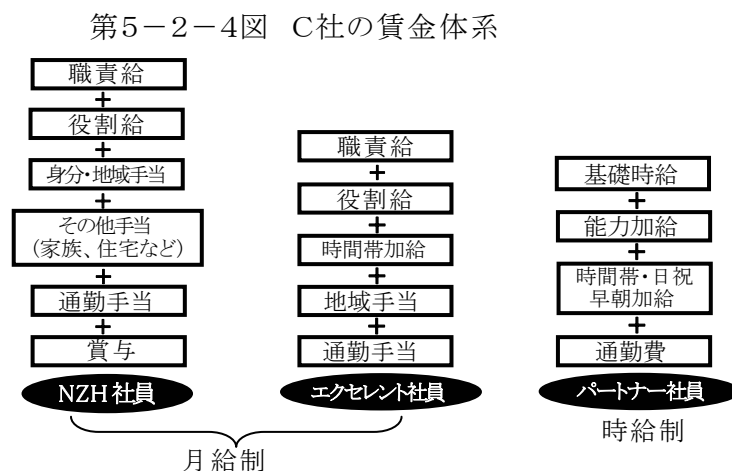 第5-2-4図 C社の賃金体系
職責給
+
役割給
+
身分・地域手当
+
その他手当
(家族、住宅など)
+
通勤手当
+
賞与
NZH社員
職責給
+
役割給
+
時間帯加給
+
地域手当
+
通勤手当
エクセレント社員
月給制
基礎時給
+
能力加給
+
時間帯・日祝
早朝加給
+
通勤費
パートナー社員
時給制